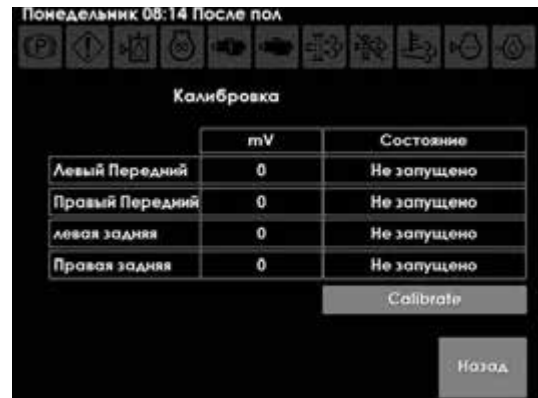 Понедельник 08:14 После пол
Калибровка
mV Состояние
Левый Передний 0 Не запущено
Правый Передний 0 Не запущено
левая задняя 0 Не запущено
Правая задняя 0 Не запущено
Calibrate
Назад